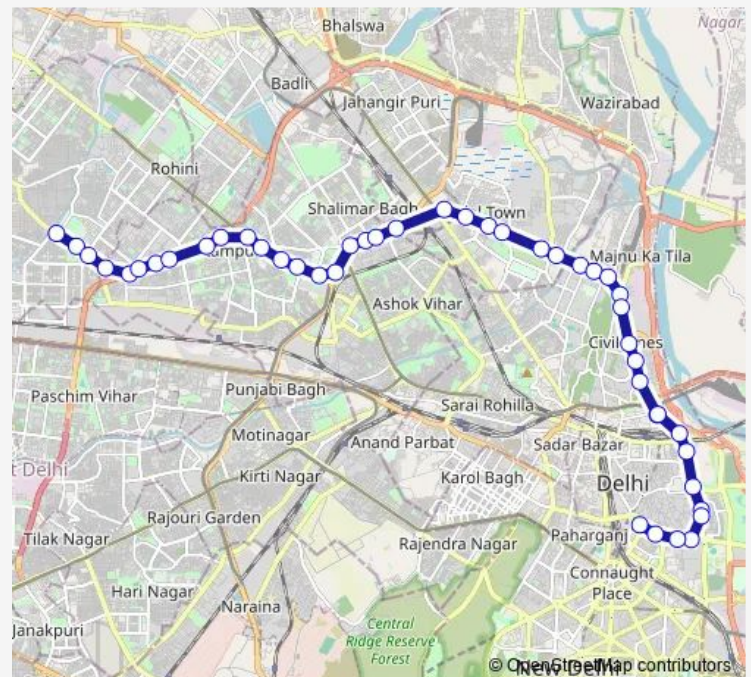 Nagar
Bhalswa
Badli
Jahangir Puri
Wazirabad
Rohini
Shalimar Bagh
Town
Majnu Ka Tila
Ashok Vihar
Paschim Vihar
Punjabi Bagh
Sarai Rohilla
Motinagar
Anand Parbat
Sadar Bazar
Delhi
Kirti Nagar
Karol Bagh
Delhi
Rajouri Garden
Tilak Nagar
Rajendra Nagar
Paharganj
Connaught
Place
Hari Nagar
Naraina
Janakpuri
Central
Ridge Reserve
Forest
© OpenStreetMap contributors
New Delhi